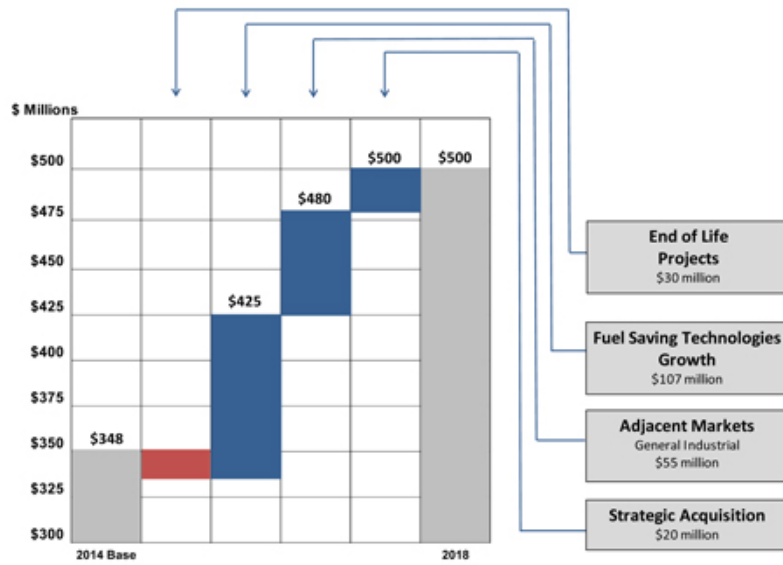 $ Millions
$500
$475
$450
$425
$400
$375
$350
$325
$300
$348
$425
$480
$500
$500
2014 Base
2018
End of Life
Projects
$30 million
Fuel Saving Technologies
Growth
$107 million
Adjacent Markets
General Industrial
$55 million
Strategic Acquisition
$20 million